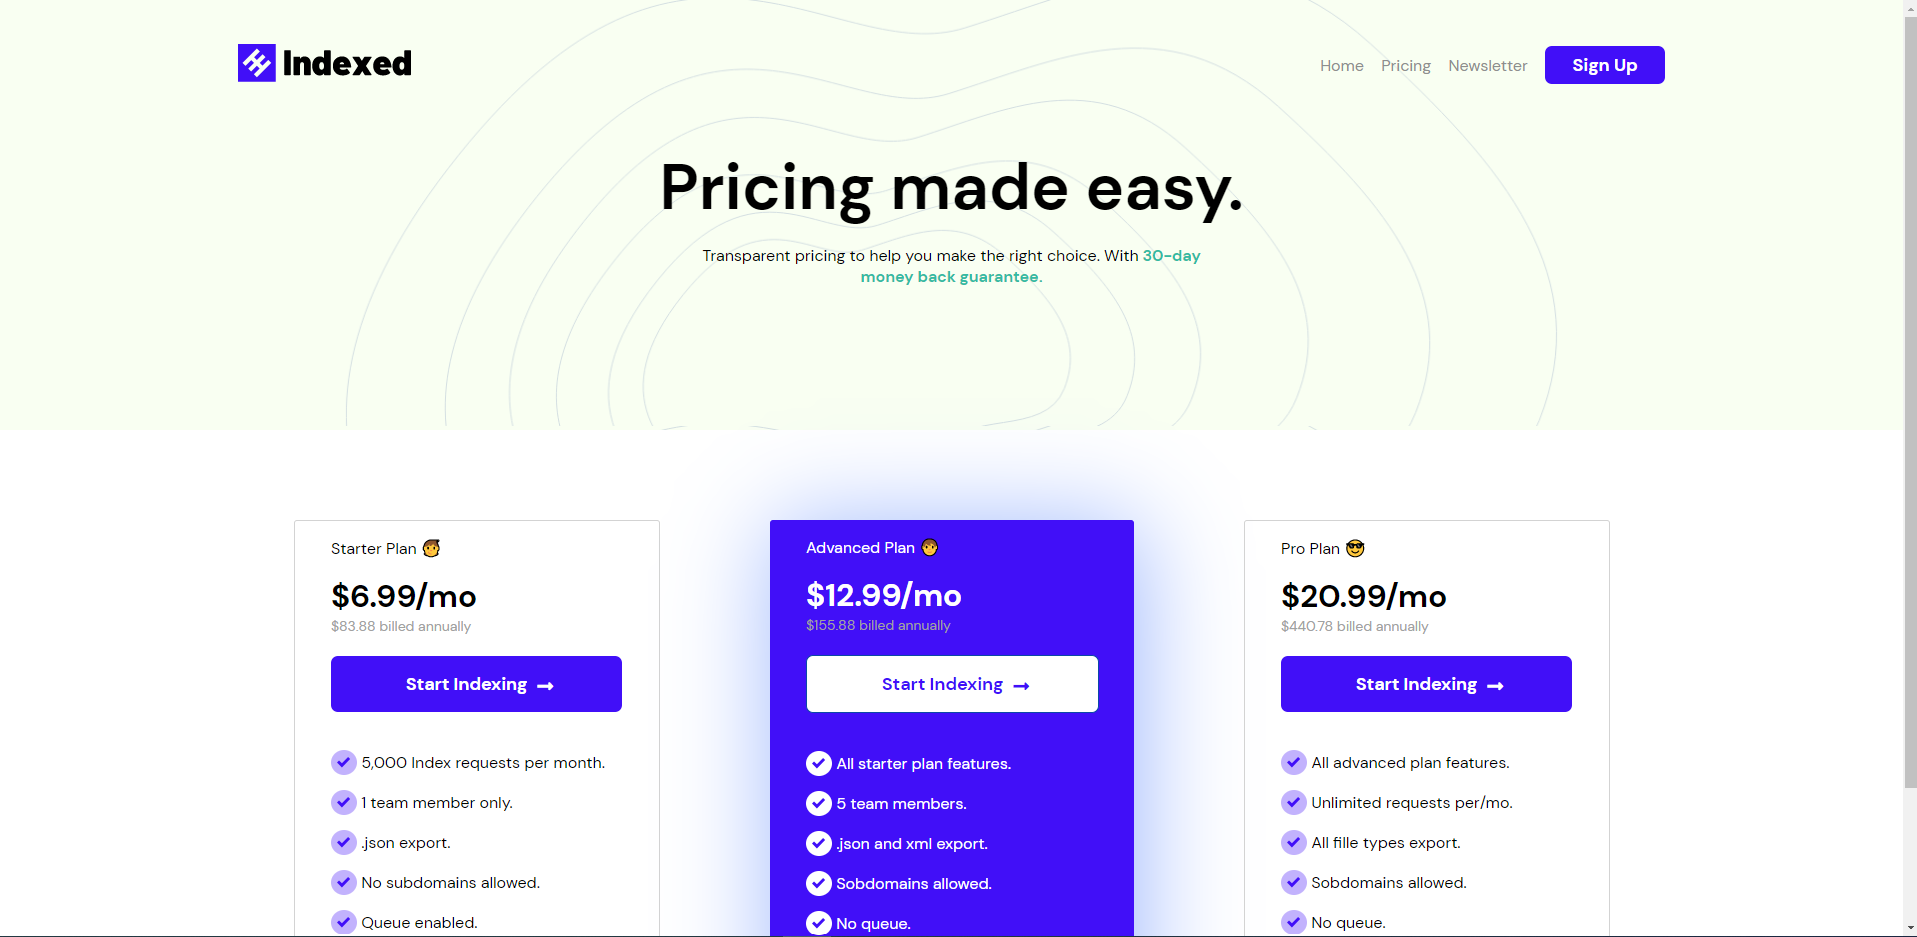 Indexed
Home
Pricing
Newsletter
Sign Up
Pricing made easy.
Transparent pricing to help you make the right choice. With 30-day
money back guarantee.
Starter Plan
$6.99/mo
$83.88 billed annually
Start Indexing →
5,000 Index requests per month.
1 team member only.
.json export.
No subdomains allowed.
Queue enabled.
Advanced Plan
$12.99/mo
$155.88 billed annually
Start Indexing →
All starter plan features.
5 team members.
.json and xml export.
Sobdomains allowed.
No queue.
Pro Plan
$20.99/mo
$440.78 billed annually
Start Indexing →
All advanced plan features.
Unlimited requests per/mo.
All fille types export.
Sobdomains allowed.
No queue.